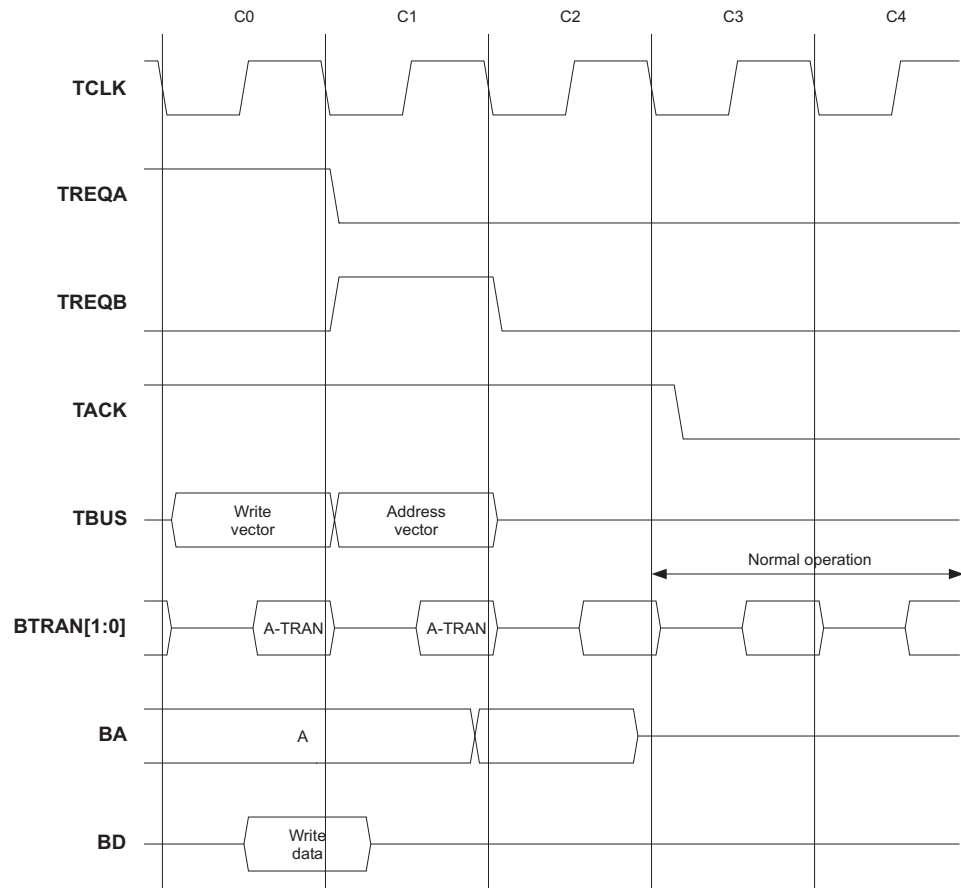 C0 C1 C2 C3 C4
TCLK
TREQA
TREQB
TACK
TBUS
Write
vector
Address
vector
Normal operation
BTRAN[1:0]
A-TRAN
A-TRAN
BA
A
BD
Write
data